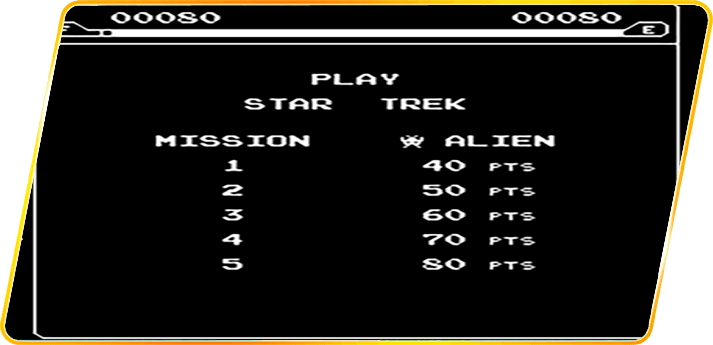 00080 00080
F E
PLAY
STAR TREK
MISSION ALIEN
1 40 PTS
2 50 PTS
3 60 PTS
4 70 PTS
5 80 PTS